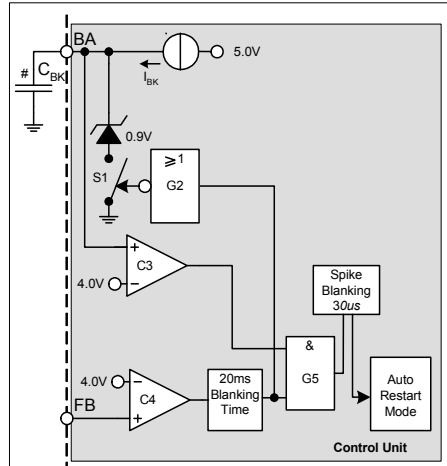 BA
5.0V
#
C_BK
I_BK
0.9V
S1
≥1
G2
+
C3
4.0V
−
Spike
Blanking
30us
&
G5
4.0V
−
C4
+
20ms
Blanking
Time
FB
Auto
Restart
Mode
Control Unit